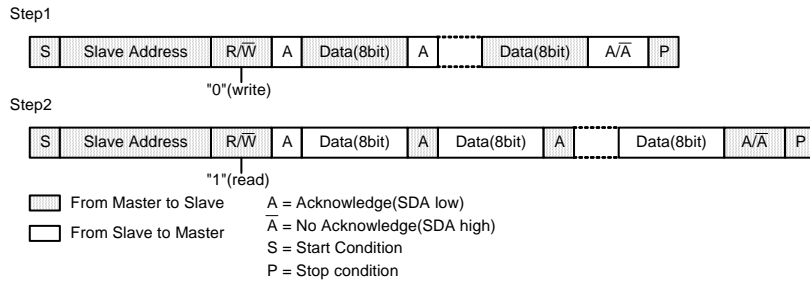 Step1
S Slave Address R/W̅ A Data(8bit) A Data(8bit) A/A̅ P
"0"(write)
Step2
S Slave Address R/W̅ A Data(8bit) A Data(8bit) A Data(8bit) A/A̅ P
"1"(read)
From Master to Slave A = Acknowledge(SDA low)
A̅ = No Acknowledge(SDA high)
From Slave to Master
S = Start Condition
P = Stop condition